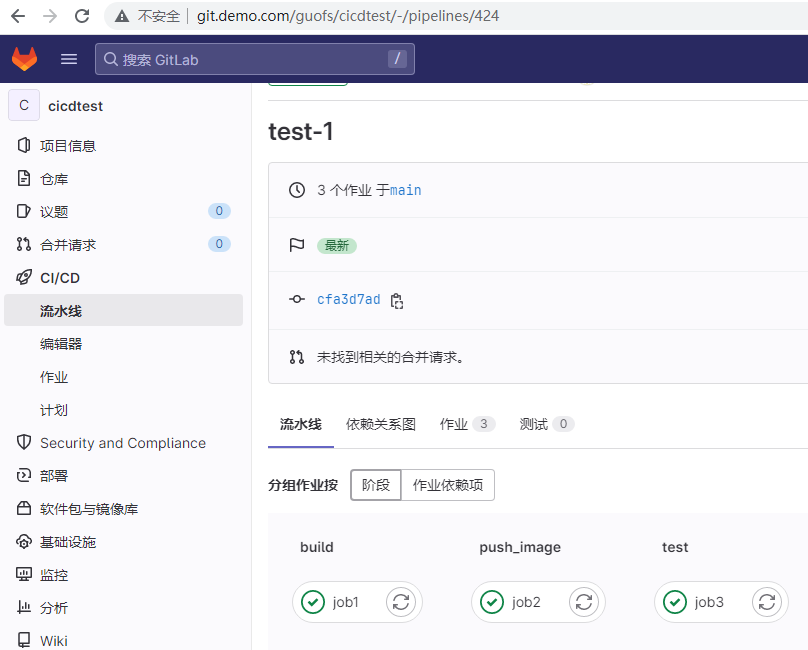 不安全 git.demo.com/guofs/cicdtest/-/pipelines/424
搜索 GitLab /
C cicdtest
项目信息
仓库
议题 0
合并请求 0
CI/CD
流水线
编辑器
作业
计划
Security and Compliance
部署
软件包与镜像库
基础设施
监控
分析
Wiki
test-1
3 个作业 于main
最新
cfa3d7ad
未找到相关的合并请求。
流水线 依赖关系图 作业 3 测试 0
分组作业按 阶段 作业依赖项
build push_image test
job1 job2 job3